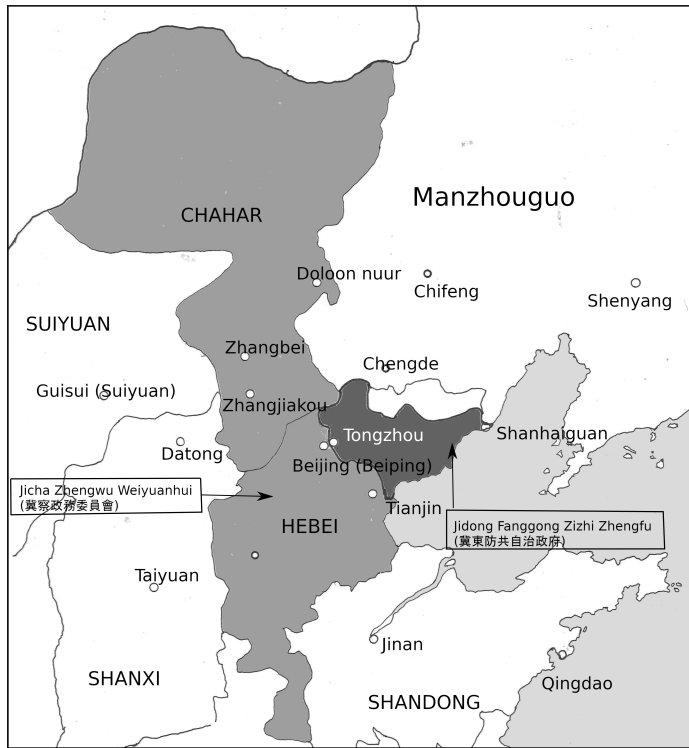 Manzhouguo
CHAHAR
Doloon nuur
Chifeng
Shenyang
SUIYUAN
Zhangbei
Chengde
Guisui (Suiyuan)
Zhangjiakou
Tongzhou
Shanhaiguan
Datong
Beijing (Beiping)
Jicha Zhengwu Weiyuanhui
(冀察政務委員會)
Tianjin
HEBEI
Jidong Fanggong Zizhi Zhengfu
(冀東防共自治政府)
Taiyuan
Jinan
SHANXI
Qingdao
SHANDONG